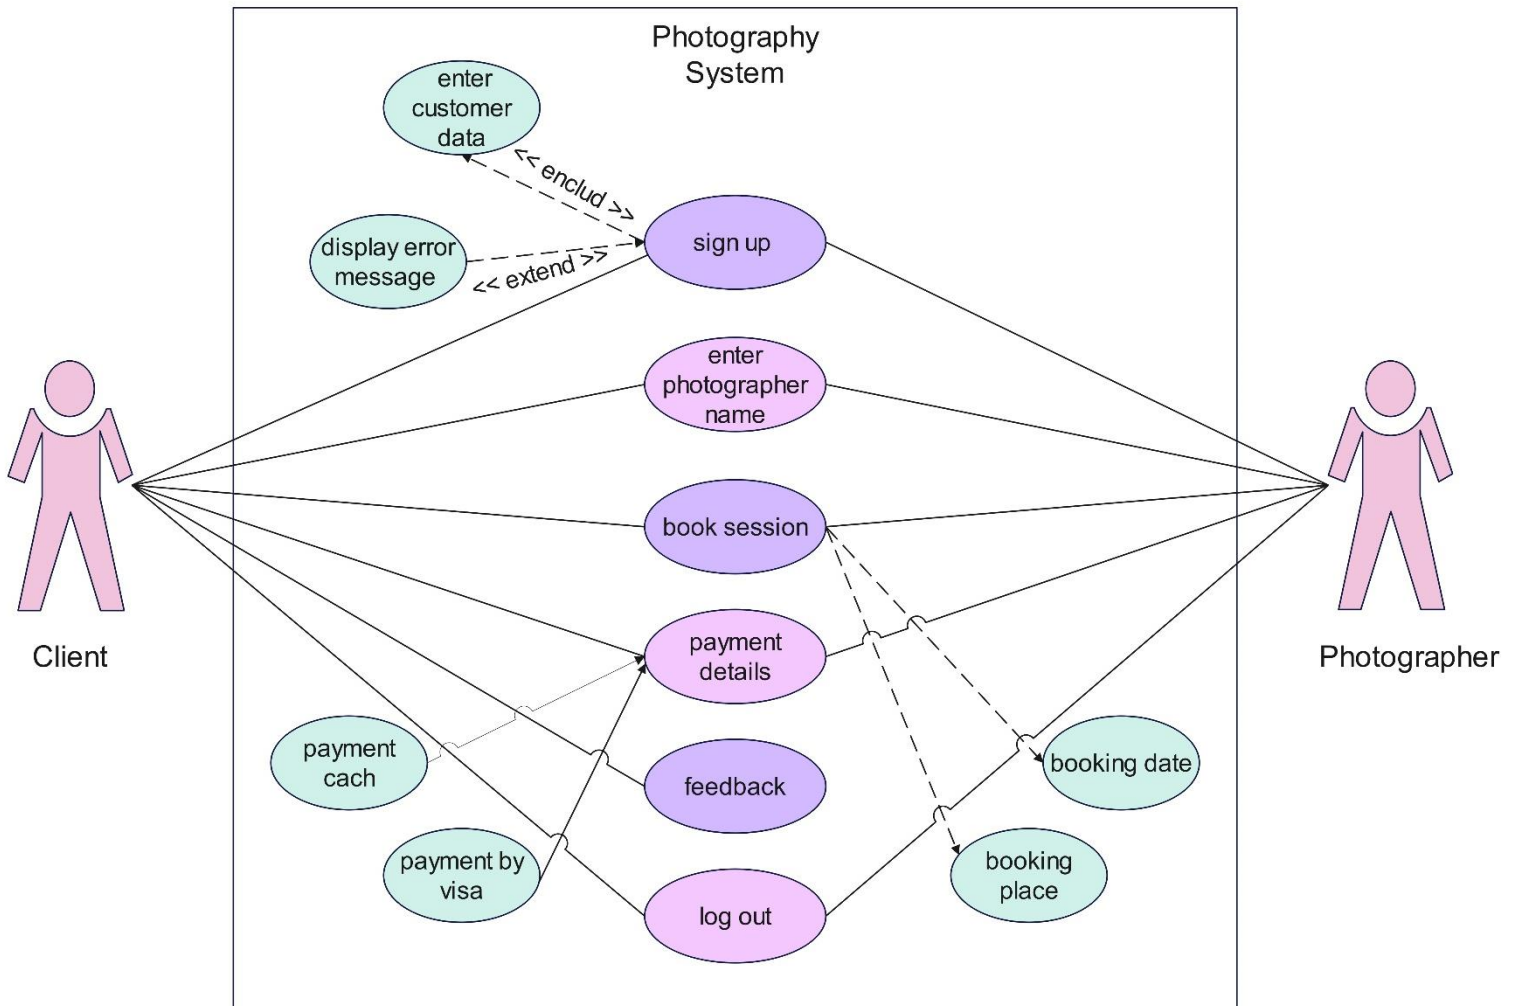 Photography
System
enter
customer
data
<< enclud >>
display error
message
<< extend >>
sign up
enter
photographer
name
book session
payment
details
feedback
log out
payment
cach
payment by
visa
booking date
booking
place
Client
Photographer